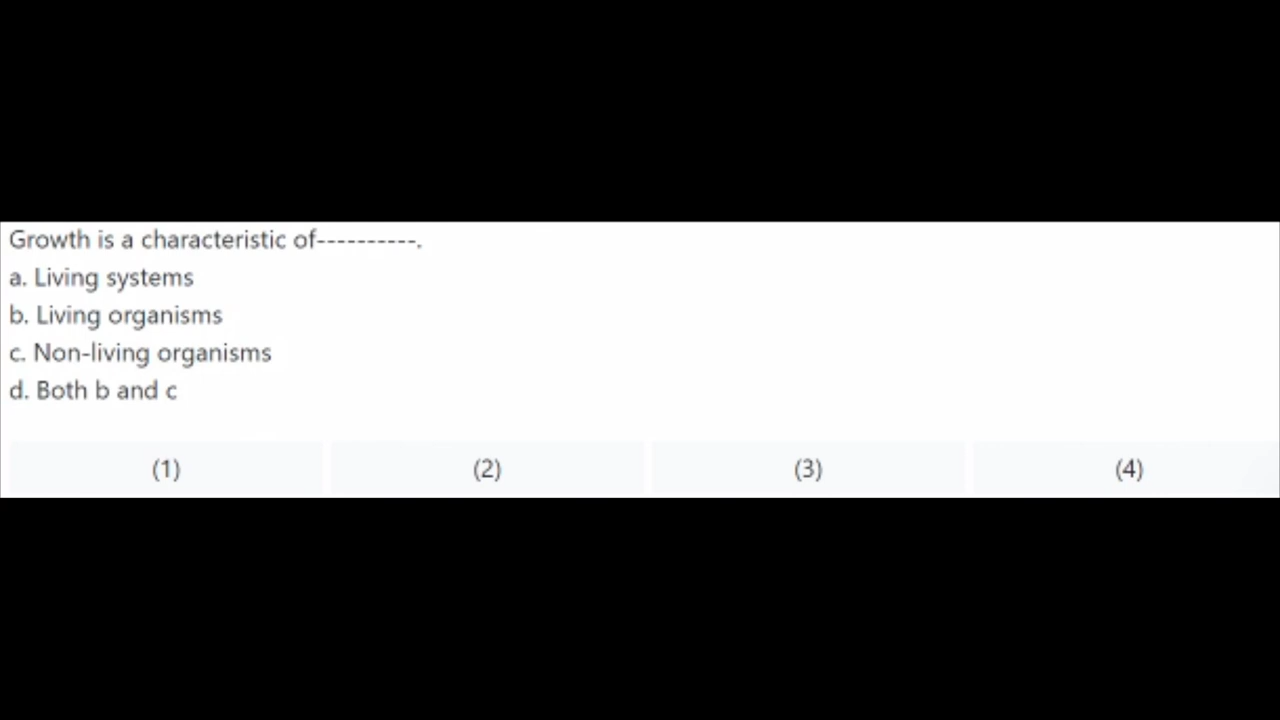 Growth is a characteristic of----------.
a. Living systems
b. Living organisms
c. Non-living organisms
d. Both b and c
(1) (2) (3) (4)